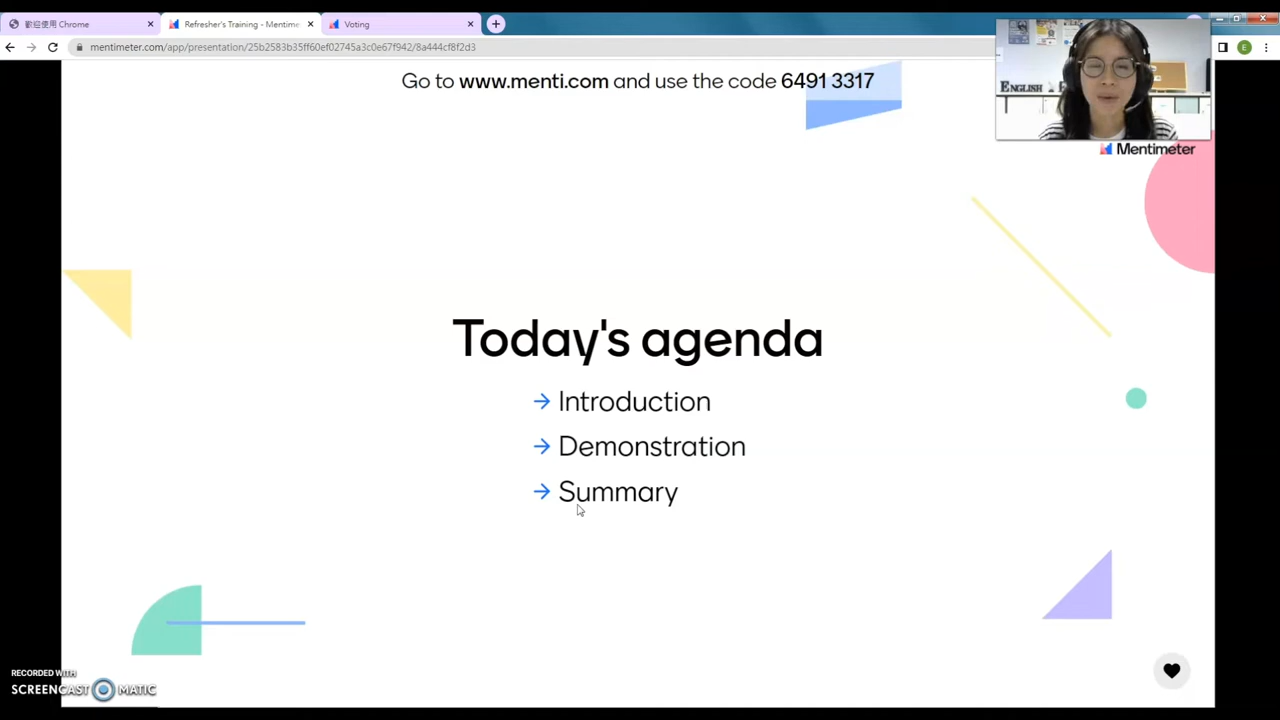 歡迎使用 Chrome
Refresher's Training - Mentime
Voting
mentimeter.com/app/presentation/25b2583b35ff60ef02745a3c0e67f942/8a444cf8f2d3
E
Go to www.menti.com and use the code 6491 3317
ENGLISH
Mentimeter
Today's agenda
→ Introduction
→ Demonstration
→ Summary
RECORDED WITH
SCREENCAST MATIC